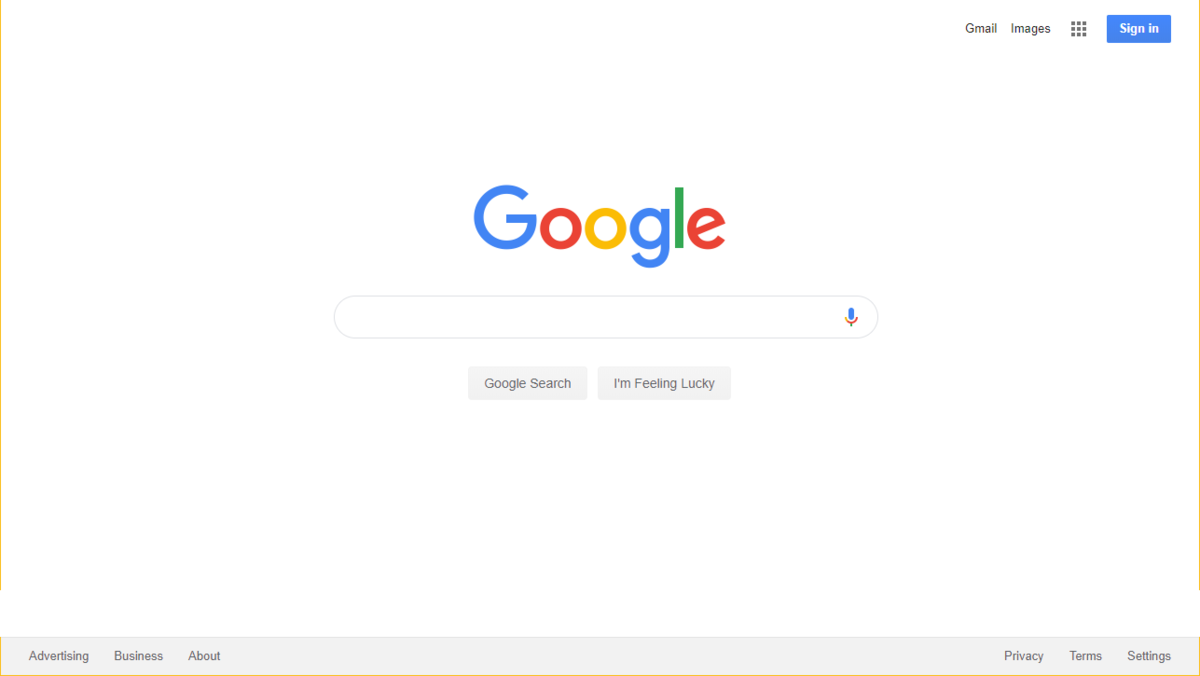 Gmail Images Sign in
Google
Google Search I'm Feeling Lucky
Advertising Business About Privacy Terms Settings